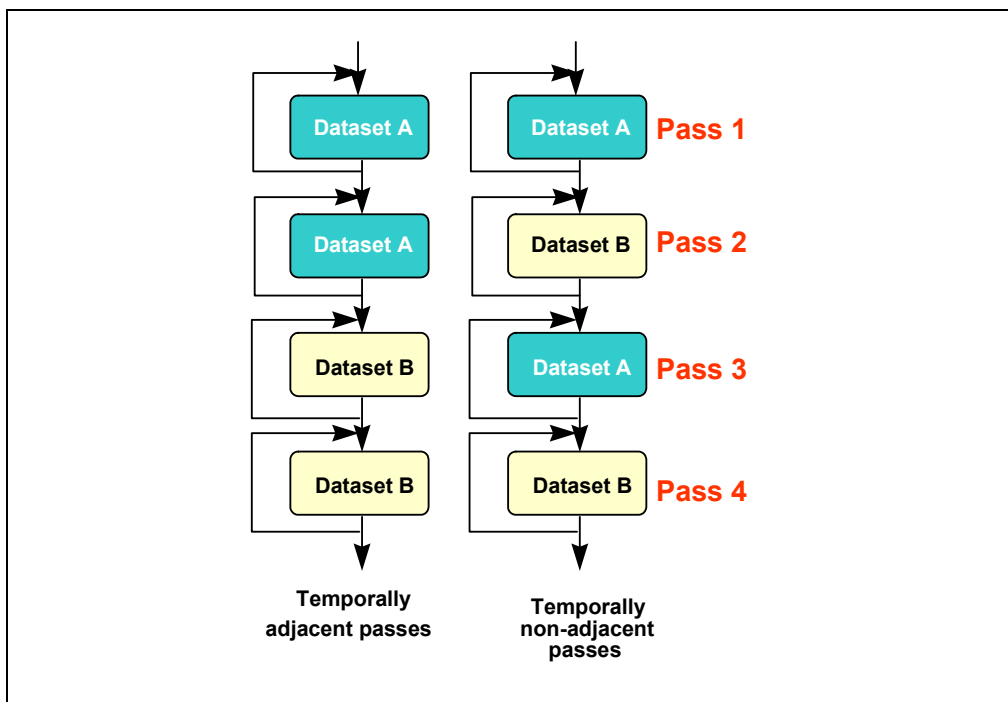 Dataset A
Dataset A
Pass 1
Dataset A
Dataset B
Pass 2
Dataset B
Dataset A
Pass 3
Dataset B
Dataset B
Pass 4
Temporally
adjacent passes
Temporally
non-adjacent
passes